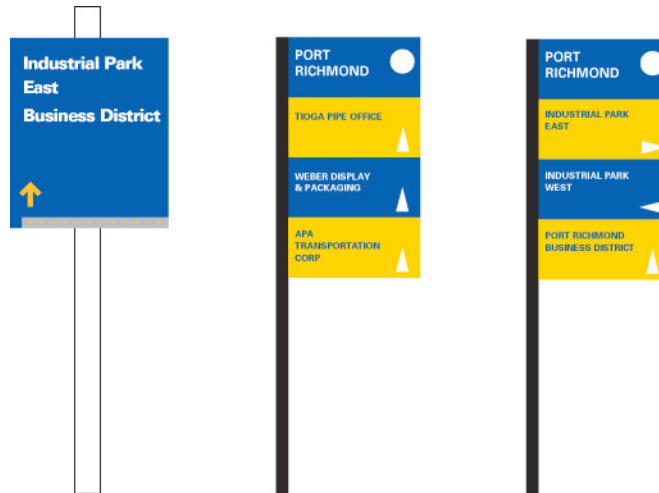 Industrial Park
East
Business District
PORT
RICHMOND
TIOGA PIPE OFFICE
WEBER DISPLAY
& PACKAGING
APA
TRANSPORTATION
CORP
PORT
RICHMOND
INDUSTRIAL PARK
EAST
INDUSTRIAL PARK
WEST
PORT RICHMOND
BUSINESS DISTRICT